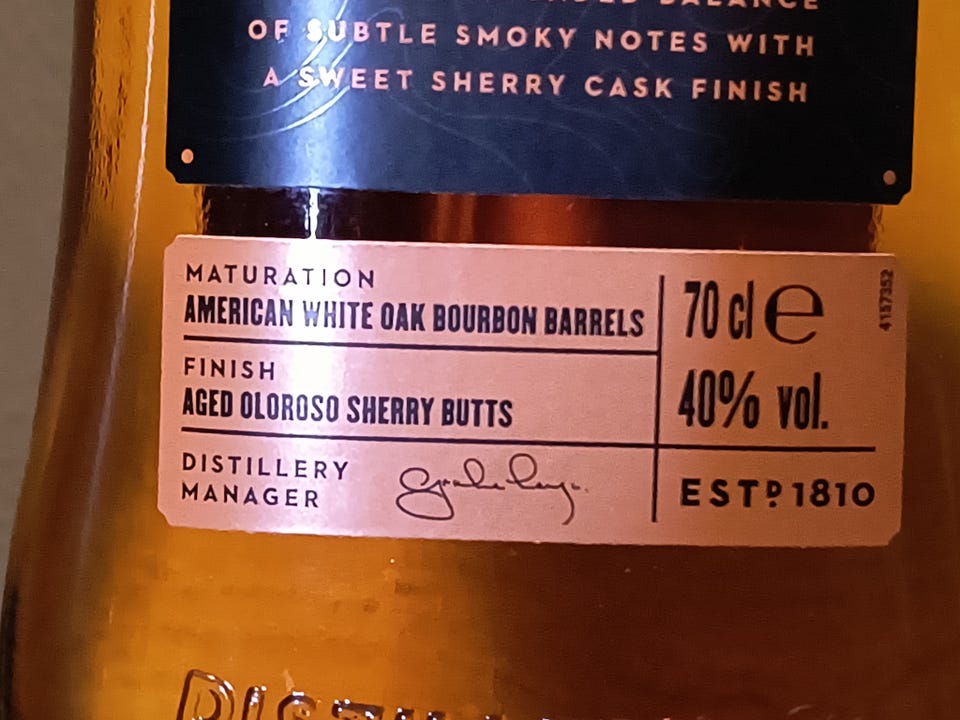 BALANCE
OF SUBTLE SMOKY NOTES WITH
A SWEET SHERRY CASK FINISH
MATURATION
AMERICAN WHITE OAK BOURBON BARRELS
FINISH
AGED OLOROSO SHERRY BUTTS
DISTILLERY
MANAGER
70 cl e
40% vol.
ESTD 1810
4157352